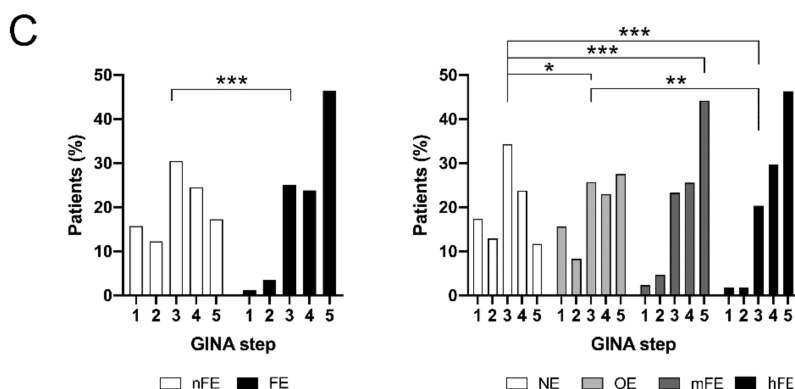 C
***
***
***
*
**
50
40
30
20
10
0
Patients (%)
1 2 3 4 5 1 2 3 4 5
GINA step
nFE FE
50
40
30
20
10
0
Patients (%)
1 2 3 4 5 1 2 3 4 5 1 2 3 4 5 1 2 3 4 5
GINA step
NE OE mFE hFE